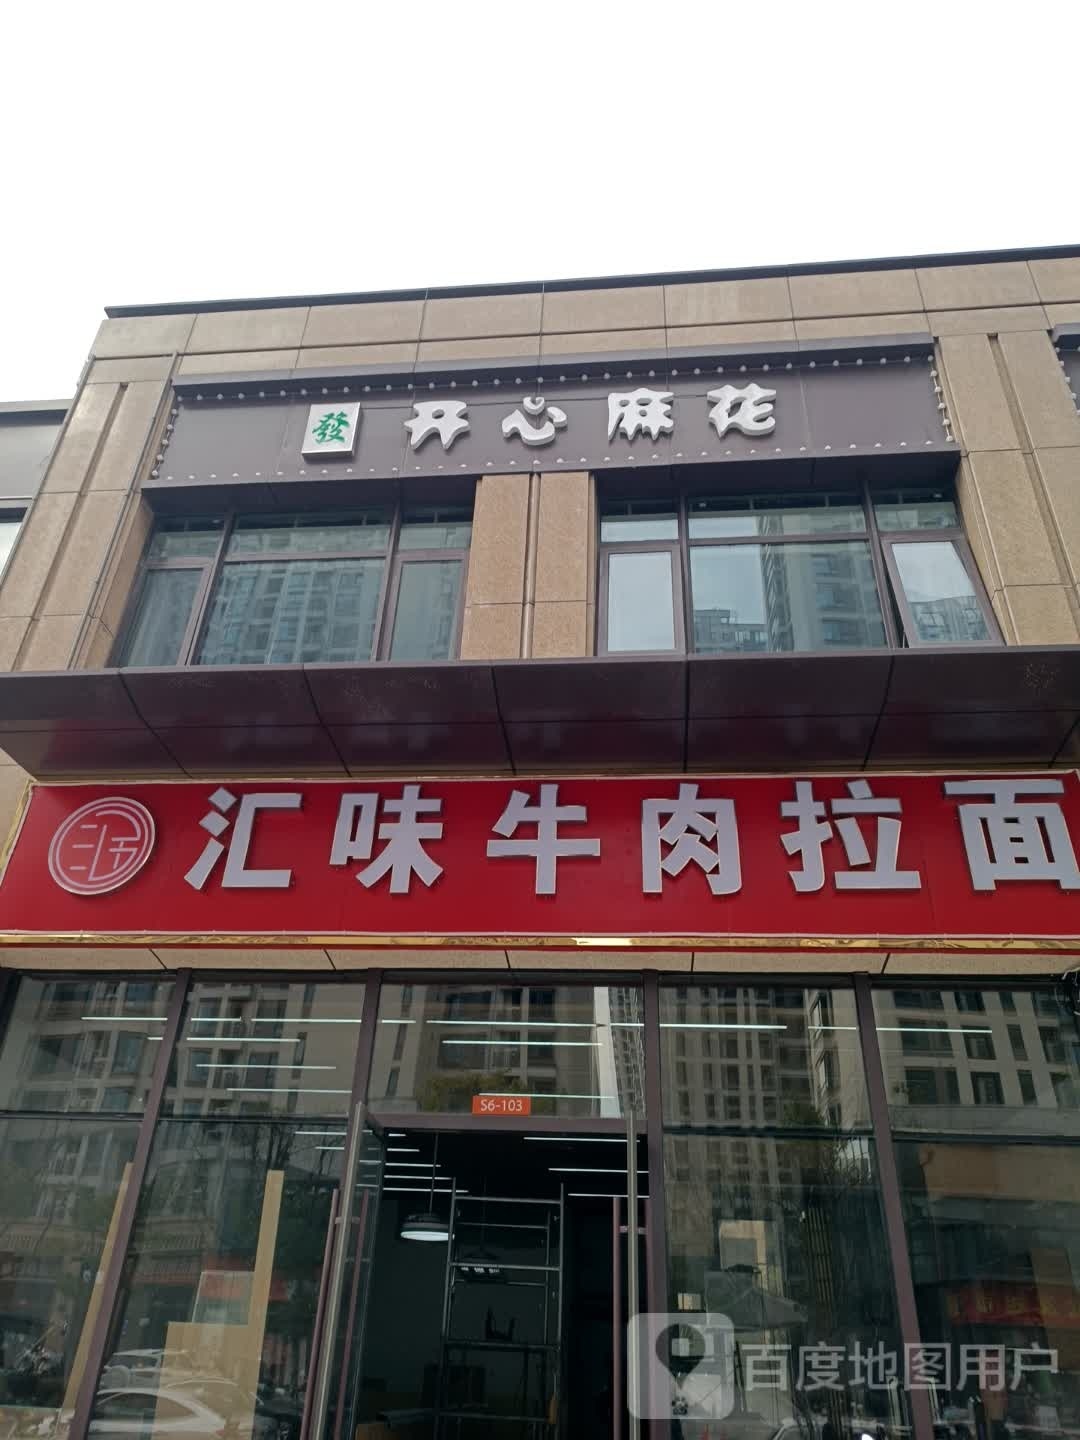 發 开心麻花
汇味牛肉拉面
S6-103
百度地图用户